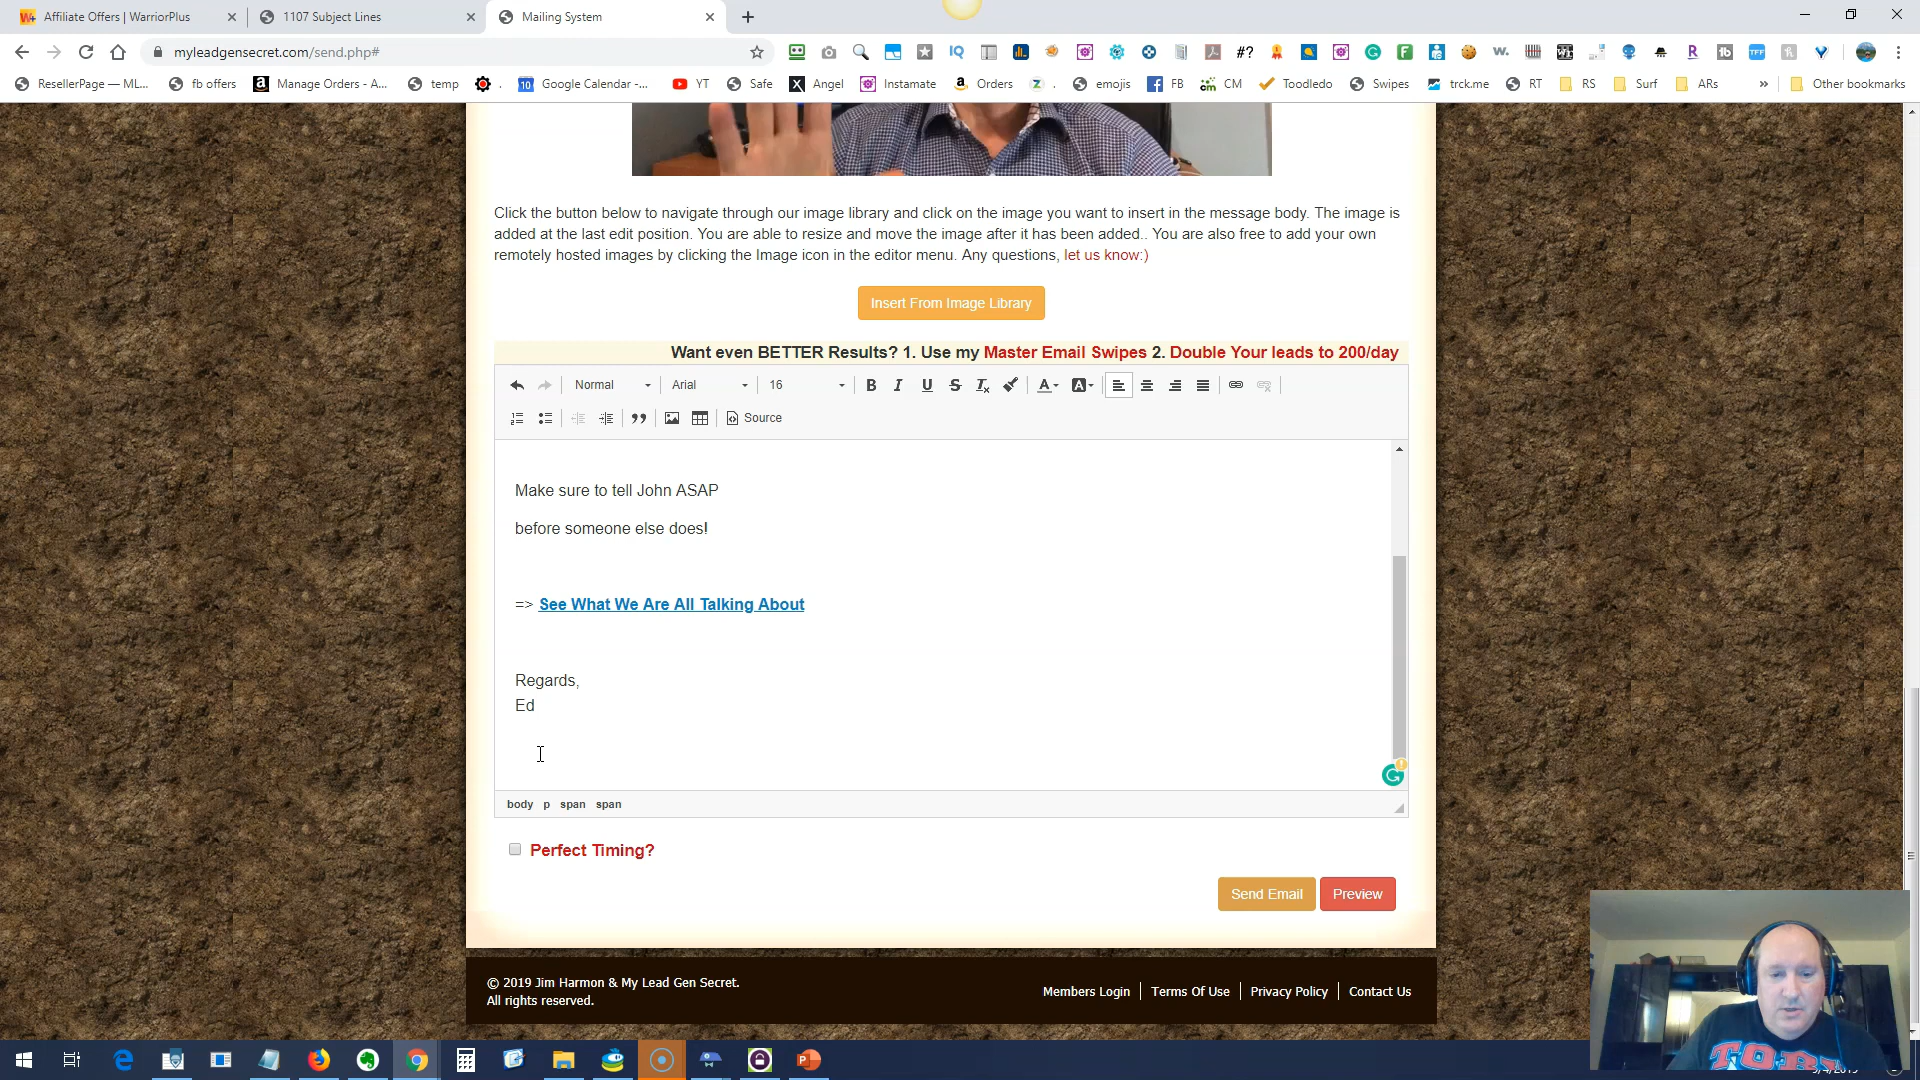 Affiliate Offers | WarriorPlus
1107 Subject Lines
Mailing System
myleadgensecret.com/send.php#
ResellerPage — ML...
fb offers
Manage Orders - A...
temp
.
Google Calendar -...
YT
Safe
Angel
Instamate
Orders
.
emojis
FB
CM
Toodledo
Swipes
trck.me
RT
RS
Surf
ARs
»
Other bookmarks
Click the button below to navigate through our image library and click on the image you want to insert in the message body. The image is
added at the last edit position. You are able to resize and move the image after it has been added.. You are also free to add your own
remotely hosted images by clicking the Image icon in the editor menu. Any questions, let us know:)
Insert From Image Library
Want even BETTER Results? 1. Use my Master Email Swipes 2. Double Your leads to 200/day
Normal
Arial
16
Source
Make sure to tell John ASAP
before someone else does!
=> See What We Are All Talking About
Regards,
Ed
body p span span
Perfect Timing?
Send Email
Preview
© 2019 Jim Harmon & My Lead Gen Secret.
All rights reserved.
Members Login
Terms Of Use
Privacy Policy
Contact Us